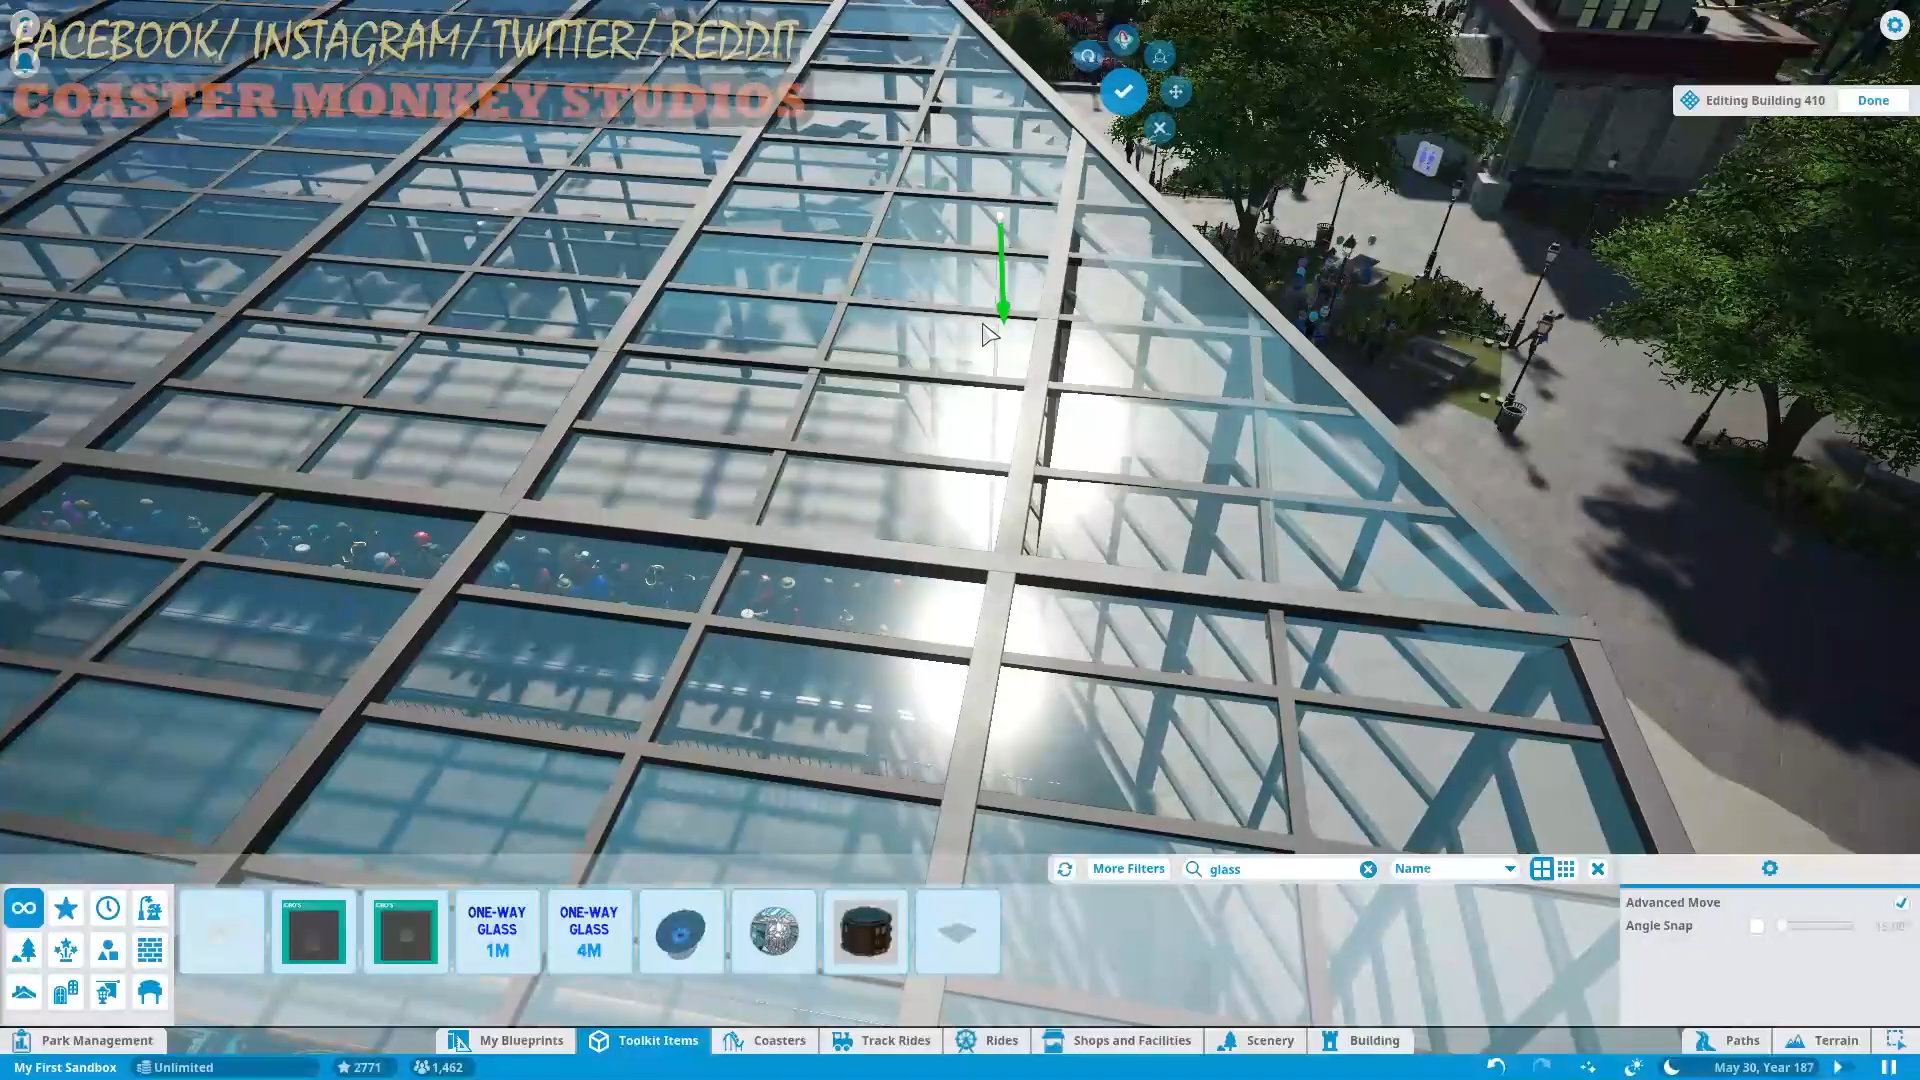 FACEBOOK/ INSTAGRAM/ TWITTER/ REDDIT
COASTER MONKEY STUDIOS
Editing Building 410 Done
More Filters glass Name
ONE-WAY GLASS 1M
ONE-WAY GLASS 4M
Advanced Move
Angle Snap
Park Management My Blueprints Toolkit Items Coasters Track Rides Rides Shops and Facilities Scenery Building Paths Terrain
My First Sandbox Unlimited 2771 1,462 May 30, Year 187